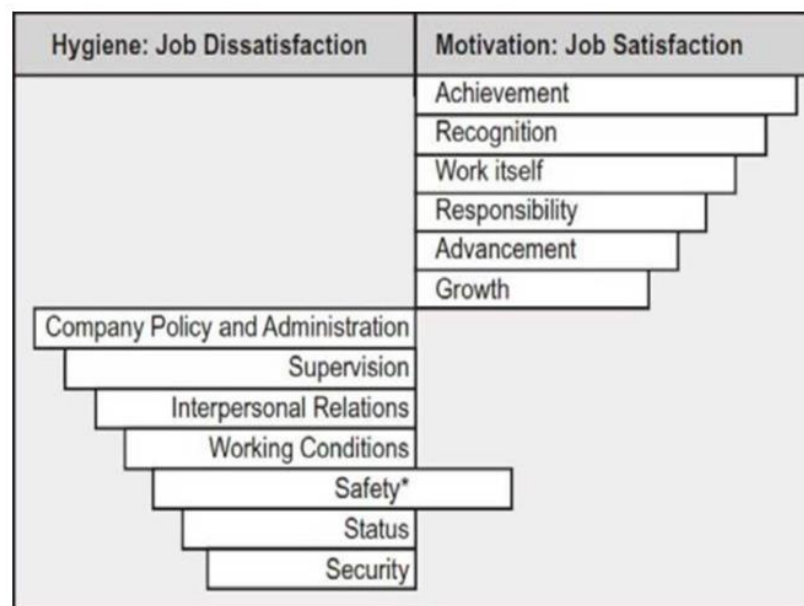 Hygiene: Job Dissatisfaction
Motivation: Job Satisfaction
Achievement
Recognition
Work itself
Responsibility
Advancement
Growth
Company Policy and Administration
Supervision
Interpersonal Relations
Working Conditions
Safety*
Status
Security